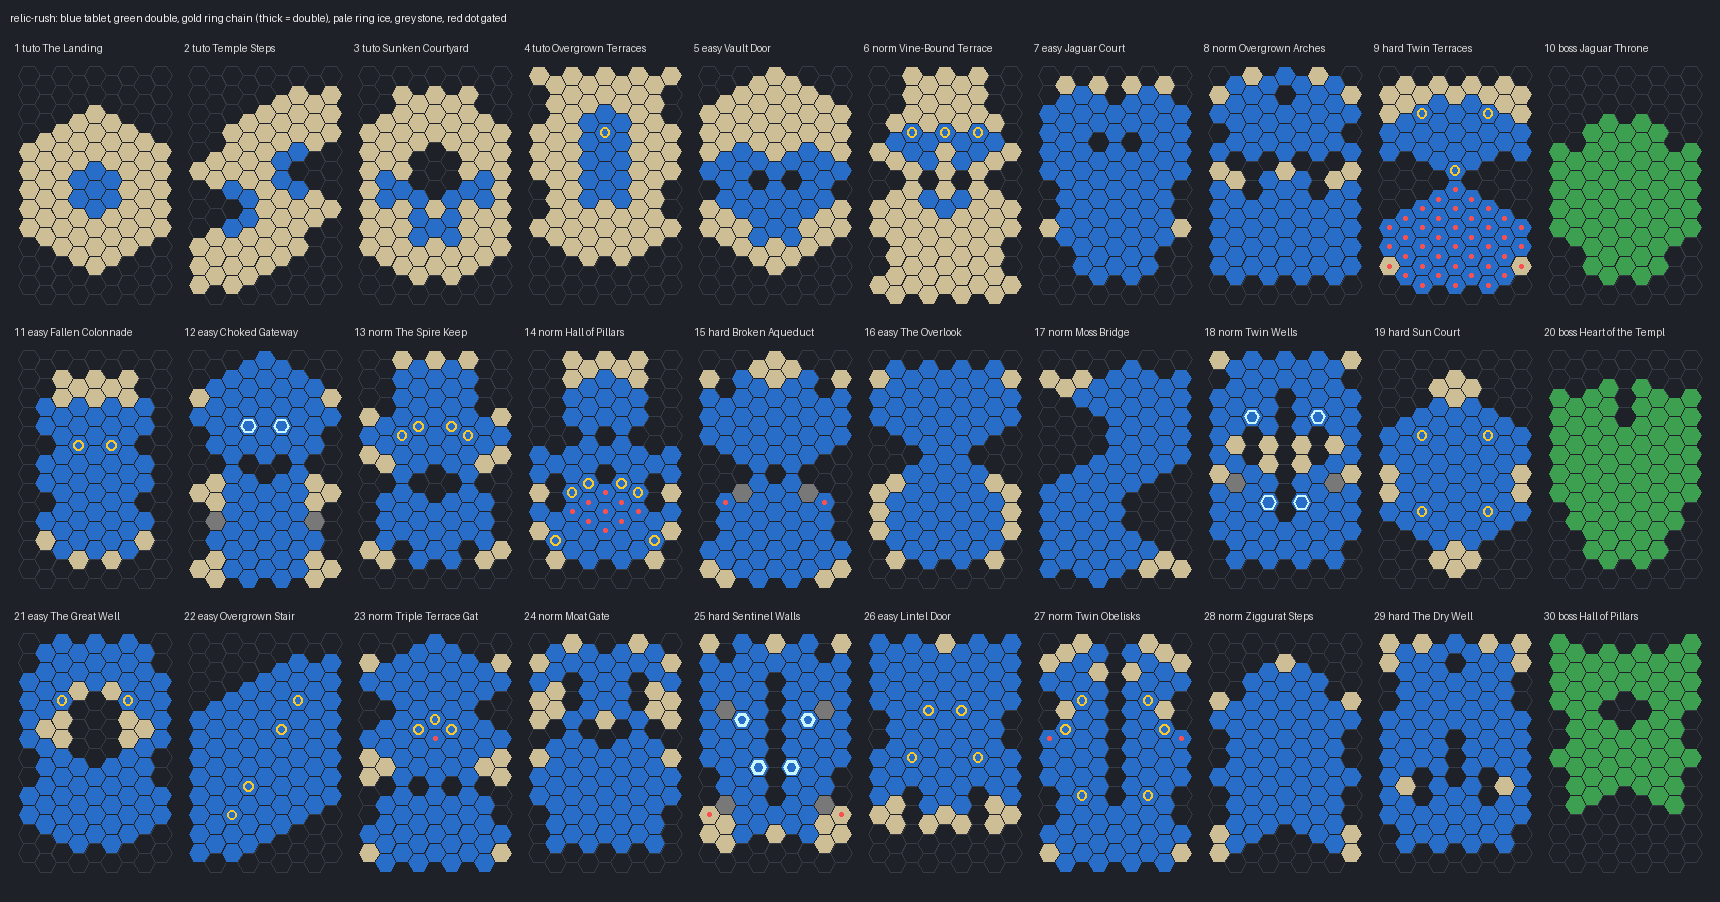 relic-rush: blue tablet, green double, gold ring chain (thick = double), pale ring ice, grey stone, red dot gated
1 tuto The Landing
2 tuto Temple Steps
3 tuto Sunken Courtyard
4 tuto Overgrown Terraces
5 easy Vault Door
6 norm Vine-Bound Terrace
7 easy Jaguar Court
8 norm Overgrown Arches
9 hard Twin Terraces
10 boss Jaguar Throne
11 easy Fallen Colonnade
12 easy Choked Gateway
13 norm The Spire Keep
14 norm Hall of Pillars
15 hard Broken Aqueduct
16 easy The Overlook
17 norm Moss Bridge
18 norm Twin Wells
19 hard Sun Court
20 boss Heart of the Templ
21 easy The Great Well
22 easy Overgrown Stair
23 norm Triple Terrace Gat
24 norm Moat Gate
25 hard Sentinel Walls
26 easy Lintel Door
27 norm Twin Obelisks
28 norm Ziggurat Steps
29 hard The Dry Well
30 boss Hall of Pillars